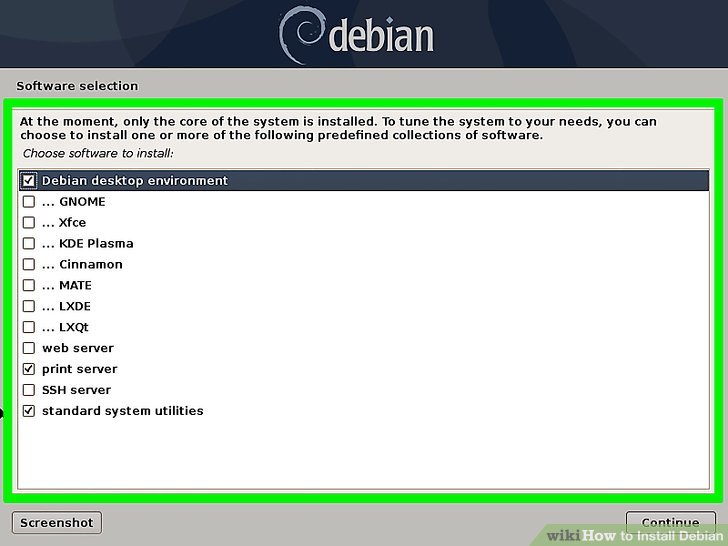 debian
Software selection
At the moment, only the core of the system is installed. To tune the system to your needs, you can
choose to install one or more of the following predefined collections of software.
Choose software to install:
Debian desktop environment
... GNOME
... Xfce
... KDE Plasma
... Cinnamon
... MATE
... LXDE
... LXQt
web server
print server
SSH server
standard system utilities
Screenshot
Continue
wikiHow to Install Debian